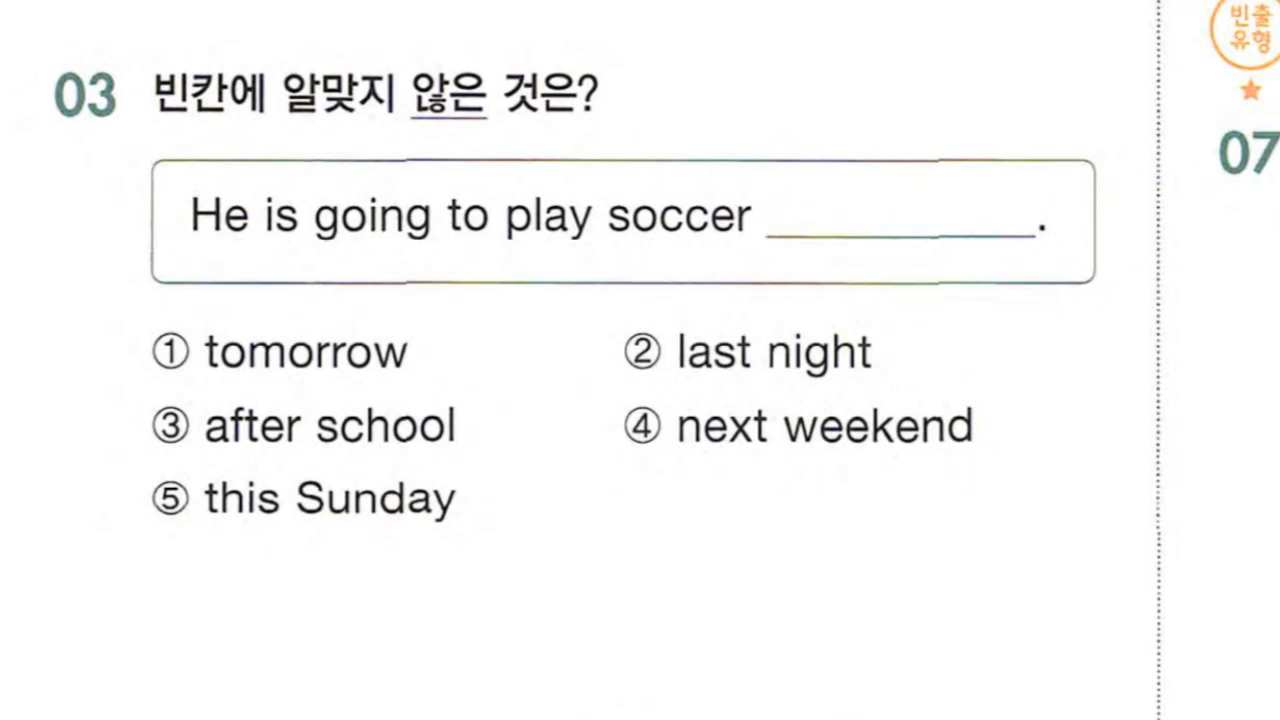 빈출
유형
03 빈칸에 알맞지 않은 것은?
07
He is going to play soccer __________.
① tomorrow ② last night
③ after school ④ next weekend
⑤ this Sunday